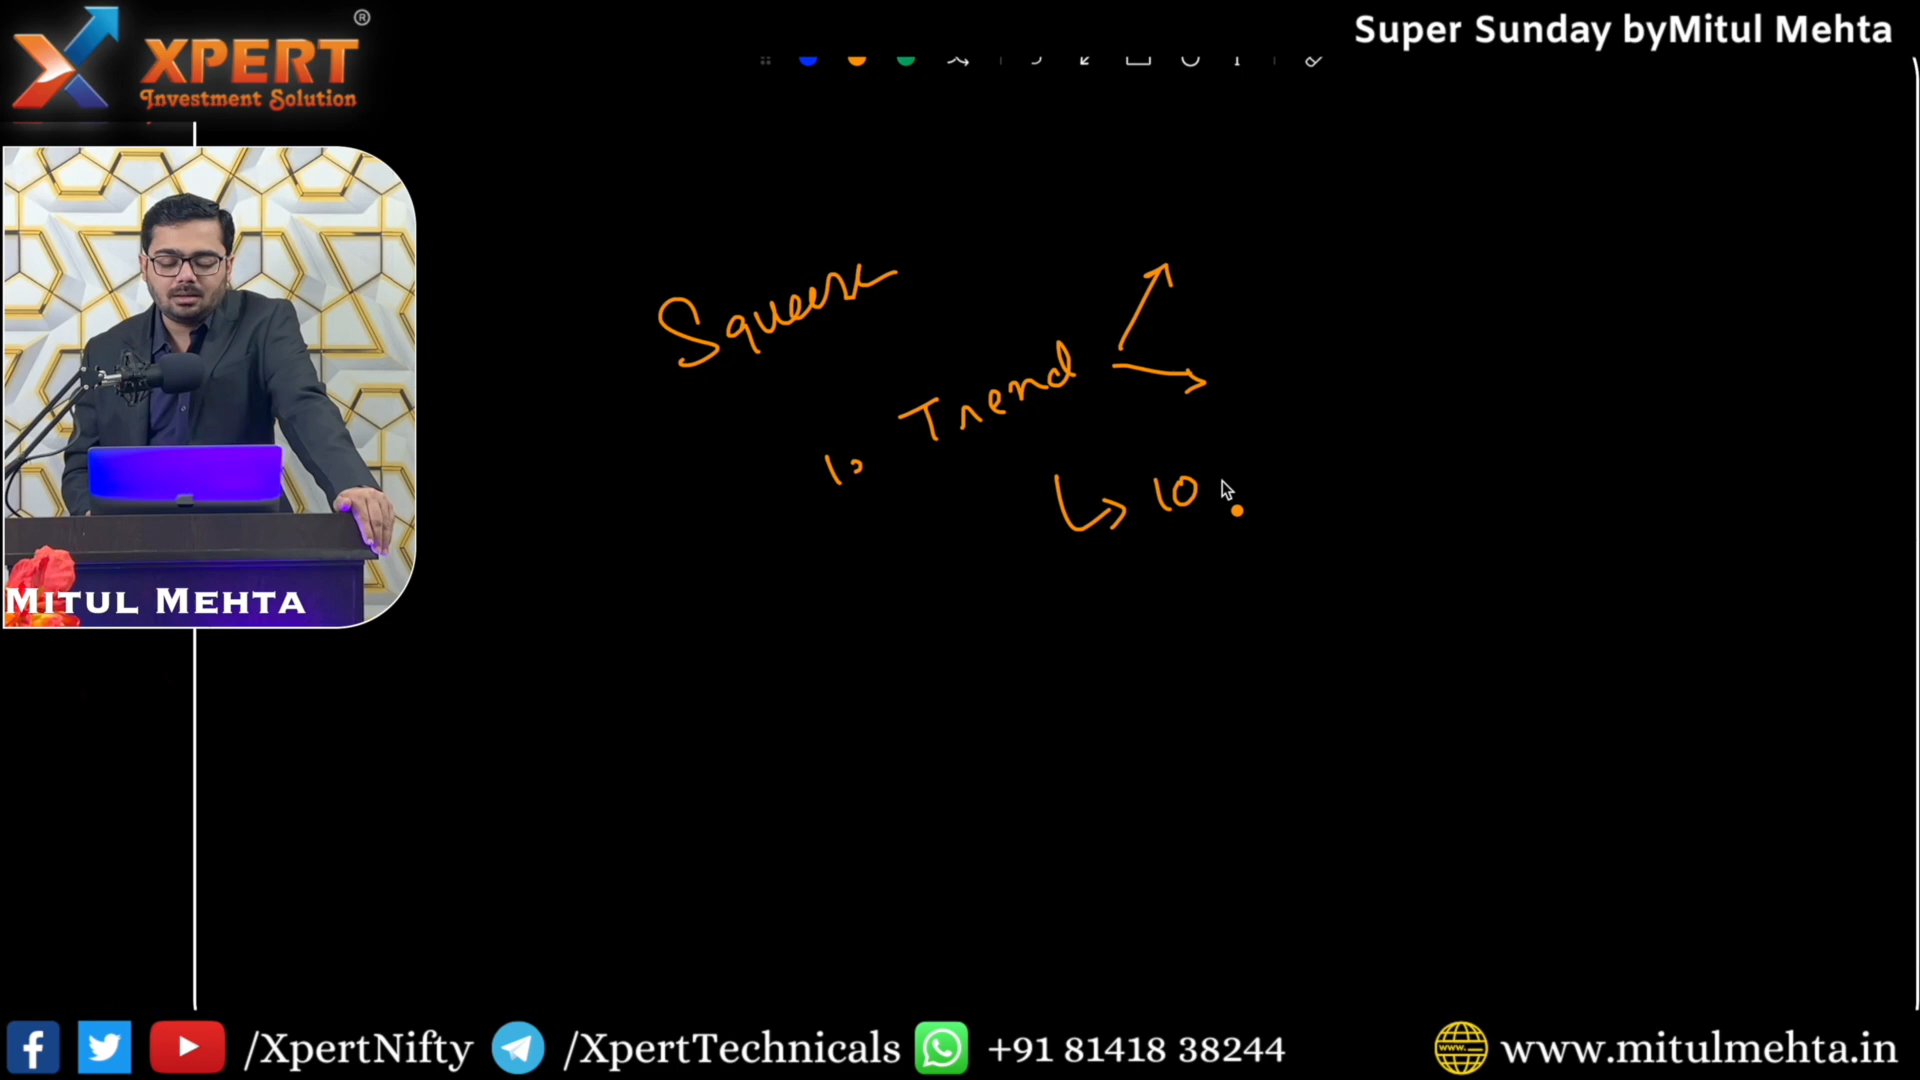 Super Sunday byMitul Mehta
XPERT ®
Investment Solution
Squeeze
Trend
1.
10
MITUL MEHTA
/XpertNifty /XpertTechnicals +91 81418 38244 www.mitulmehta.in